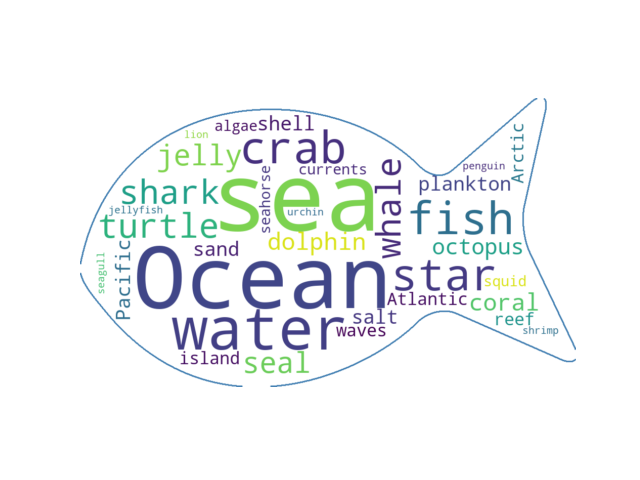 algae
shell
lion
crab
jelly
currents
penguin
Arctic
sea
seahorse
whale
plankton
shark
jellyfish
urchin
turtle
fish
dolphin
sand
octopus
Pacific
seagull
Ocean
star
squid
Atlantic
coral
water
salt
reef
waves
shrimp
island
seal